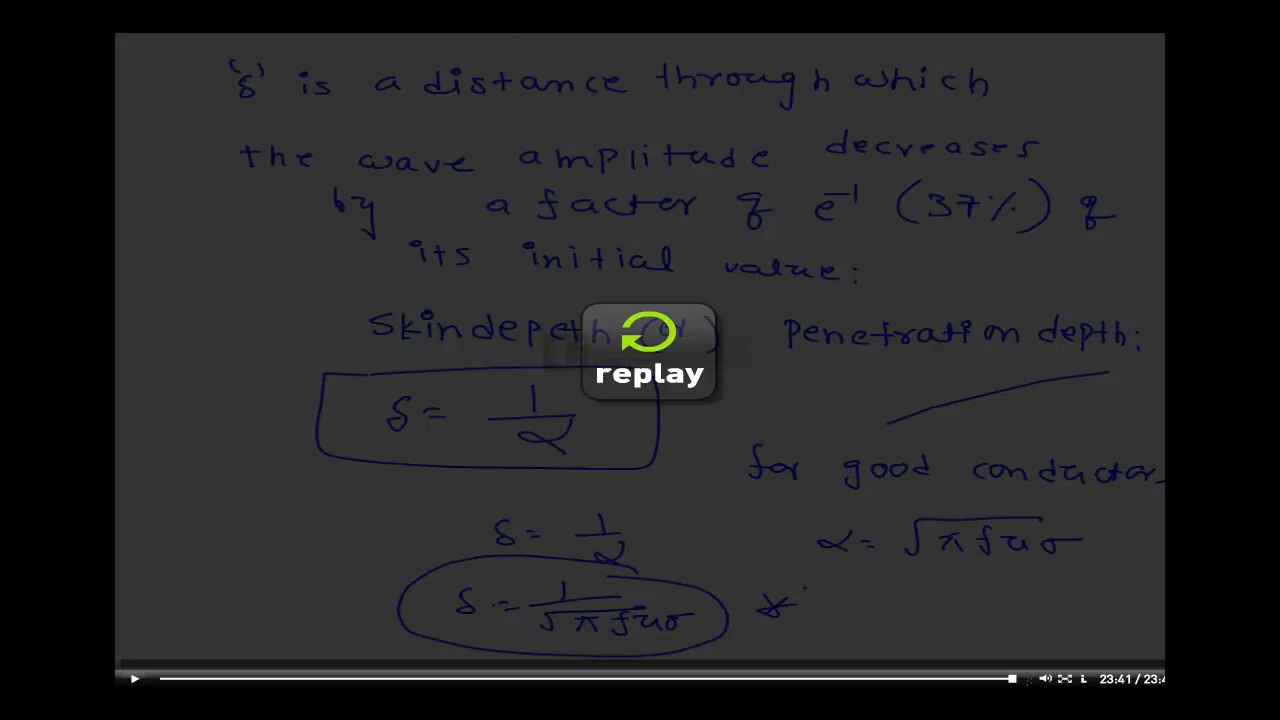 'δ' is a distance through which
the wave amplitude decreases
by a factor of e⁻¹ (37%) of
its initial value:
Skindepeth ( ) Penetration depth:
replay
δ = 1/α
for good conductor
δ = 1/α α = √πfμσ
δ = 1/√πfμσ *
23:41 / 23:4